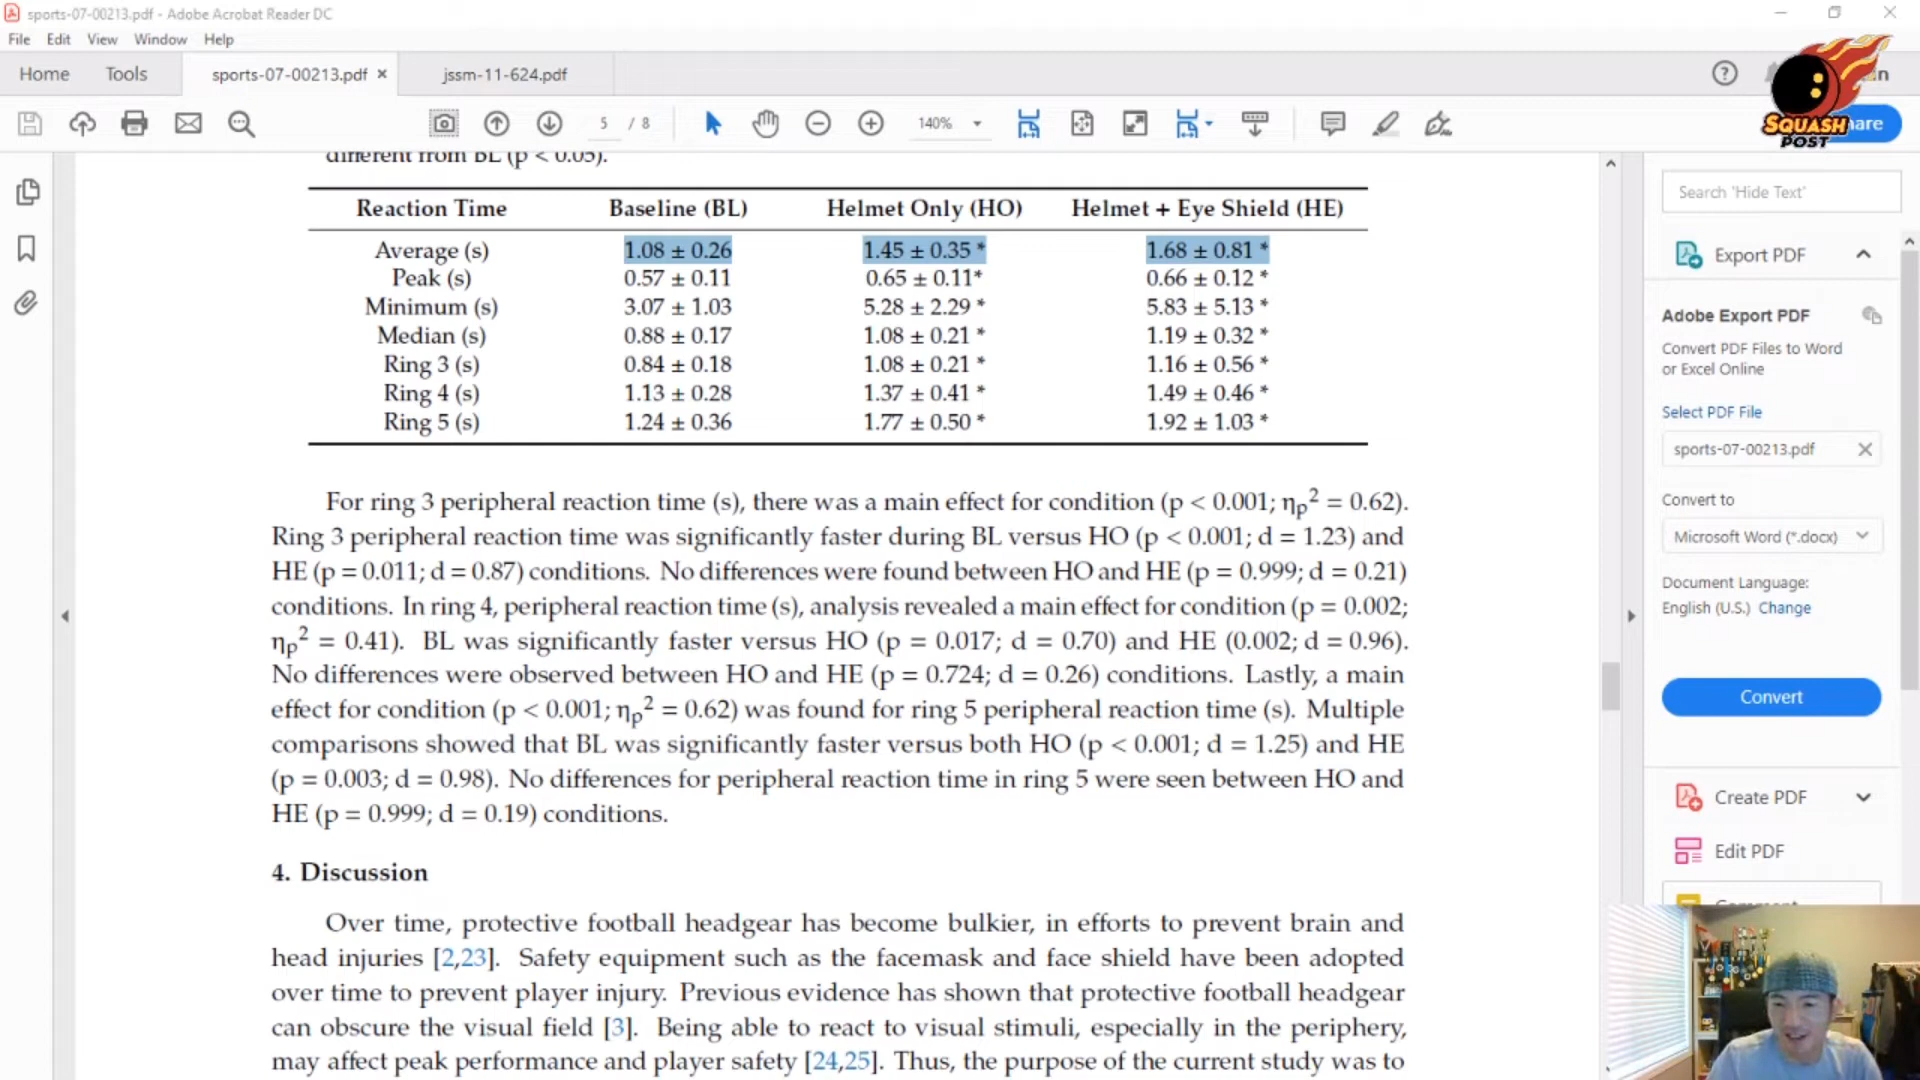 sports-07-00213.pdf - Adobe Acrobat Reader DC
File Edit View Window Help
Home Tools sports-07-00213.pdf × jssm-11-624.pdf
5 / 8 140%
SQUASH
POST
are
different from BL (p < 0.05).
Reaction Time Baseline (BL) Helmet Only (HO) Helmet + Eye Shield (HE)
Average (s) 1.08 ± 0.26 1.45 ± 0.35 * 1.68 ± 0.81 *
Peak (s) 0.57 ± 0.11 0.65 ± 0.11* 0.66 ± 0.12 *
Minimum (s) 3.07 ± 1.03 5.28 ± 2.29 * 5.83 ± 5.13 *
Median (s) 0.88 ± 0.17 1.08 ± 0.21 * 1.19 ± 0.32 *
Ring 3 (s) 0.84 ± 0.18 1.08 ± 0.21 * 1.16 ± 0.56 *
Ring 4 (s) 1.13 ± 0.28 1.37 ± 0.41 * 1.49 ± 0.46 *
Ring 5 (s) 1.24 ± 0.36 1.77 ± 0.50 * 1.92 ± 1.03 *
For ring 3 peripheral reaction time (s), there was a main effect for condition (p < 0.001; ηp² = 0.62).
Ring 3 peripheral reaction time was significantly faster during BL versus HO (p < 0.001; d = 1.23) and
HE (p = 0.011; d = 0.87) conditions. No differences were found between HO and HE (p = 0.999; d = 0.21)
conditions. In ring 4, peripheral reaction time (s), analysis revealed a main effect for condition (p = 0.002;
ηp² = 0.41). BL was significantly faster versus HO (p = 0.017; d = 0.70) and HE (0.002; d = 0.96).
No differences were observed between HO and HE (p = 0.724; d = 0.26) conditions. Lastly, a main
effect for condition (p < 0.001; ηp² = 0.62) was found for ring 5 peripheral reaction time (s). Multiple
comparisons showed that BL was significantly faster versus both HO (p < 0.001; d = 1.25) and HE
(p = 0.003; d = 0.98). No differences for peripheral reaction time in ring 5 were seen between HO and
HE (p = 0.999; d = 0.19) conditions.
4. Discussion
Over time, protective football headgear has become bulkier, in efforts to prevent brain and
head injuries [2,23]. Safety equipment such as the facemask and face shield have been adopted
over time to prevent player injury. Previous evidence has shown that protective football headgear
can obscure the visual field [3]. Being able to react to visual stimuli, especially in the periphery,
may affect peak performance and player safety [24,25]. Thus, the purpose of the current study was to
Search 'Hide Text'
Export PDF
Adobe Export PDF
Convert PDF Files to Word
or Excel Online
Select PDF File
sports-07-00213.pdf
Convert to
Microsoft Word (*.docx)
Document Language:
English (U.S.) Change
Convert
Create PDF
Edit PDF